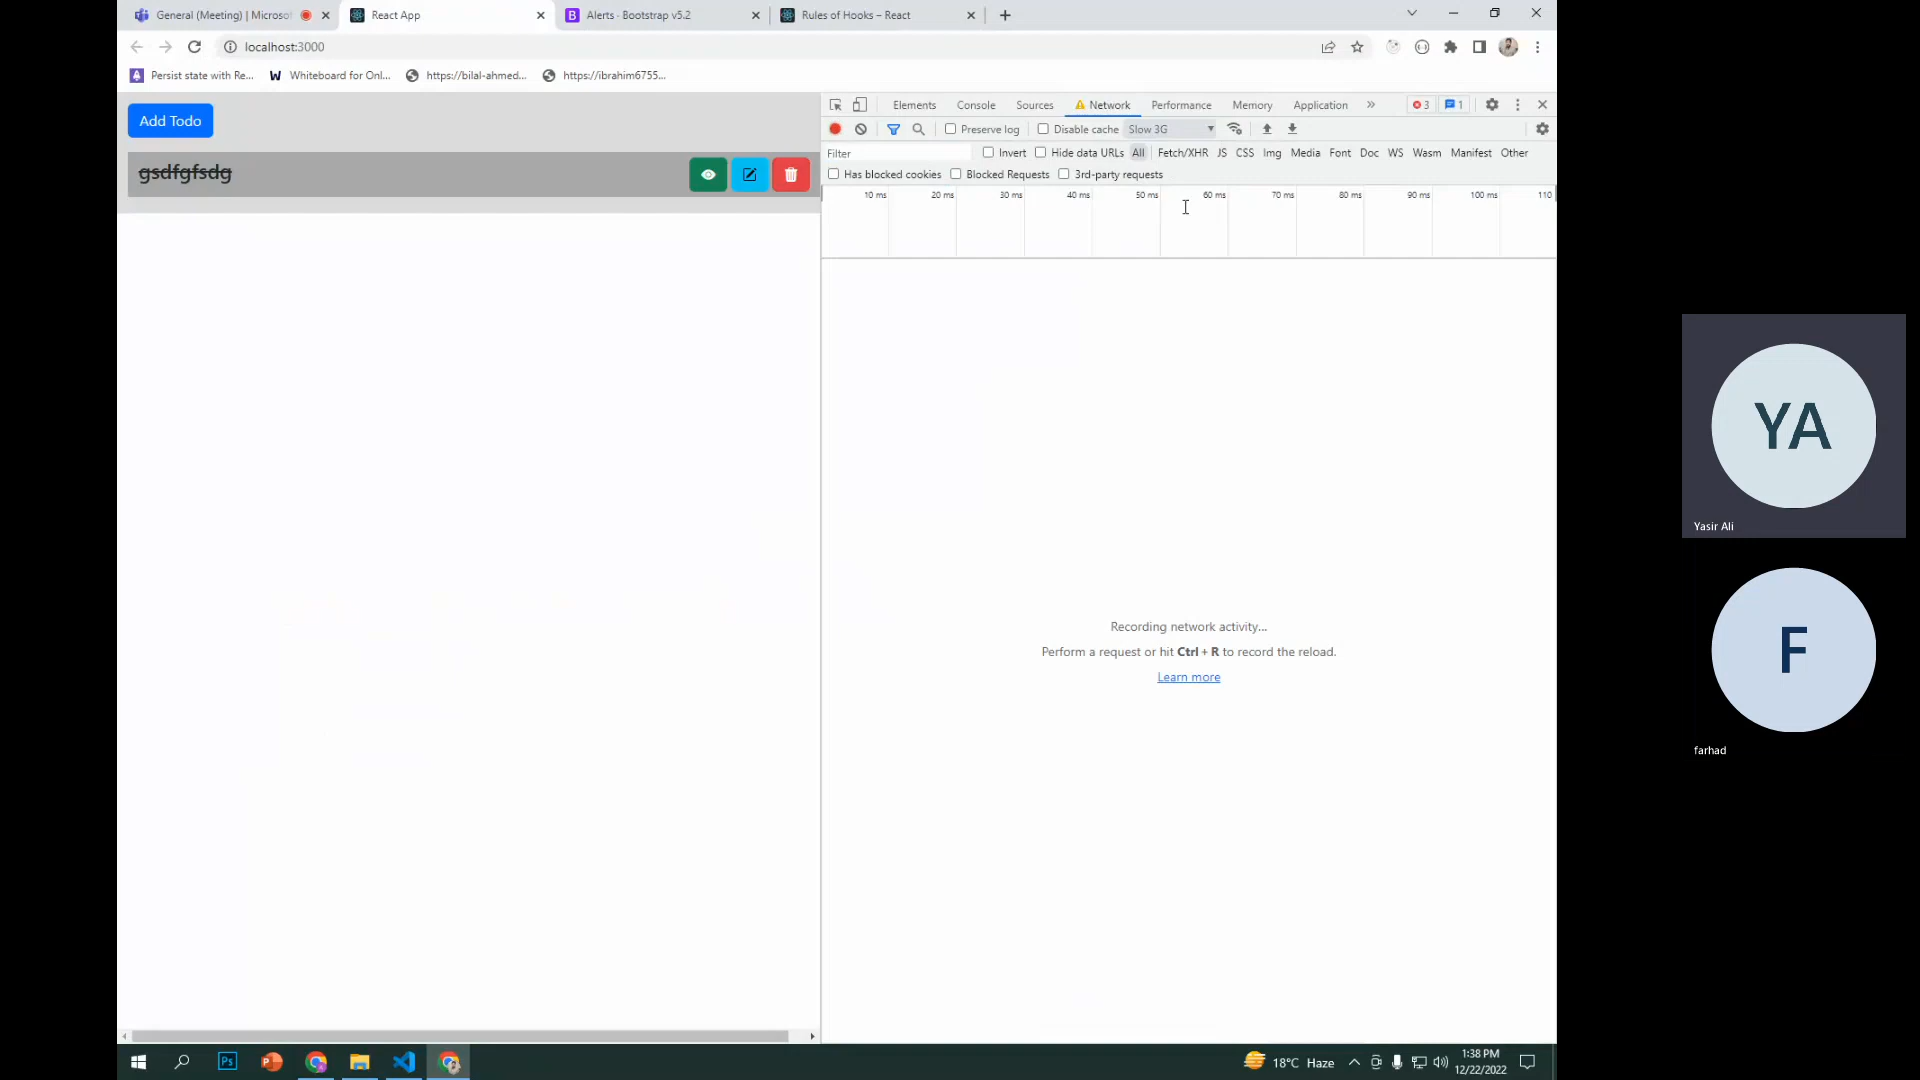 General (Meeting) | Microso
React App
Alerts · Bootstrap v5.2
Rules of Hooks – React
localhost:3000
Persist state with Re...
W Whiteboard for Onl...
https://bilal-ahmed...
https://ibrahim6755...
Add Todo
gsdfgfsdg
Elements
Console
Sources
Network
Performance
Memory
Application
3
1
Preserve log
Disable cache
Slow 3G
Filter
Invert
Hide data URLs
All
Fetch/XHR
JS
CSS
Img
Media
Font
Doc
WS
Wasm
Manifest
Other
Has blocked cookies
Blocked Requests
3rd-party requests
10 ms
20 ms
30 ms
40 ms
50 ms
60 ms
70 ms
80 ms
90 ms
100 ms
110
Recording network activity...
Perform a request or hit Ctrl + R to record the reload.
Learn more
YA
Yasir Ali
F
farhad
Ps
P
18°C Haze
1:38 PM
12/22/2022